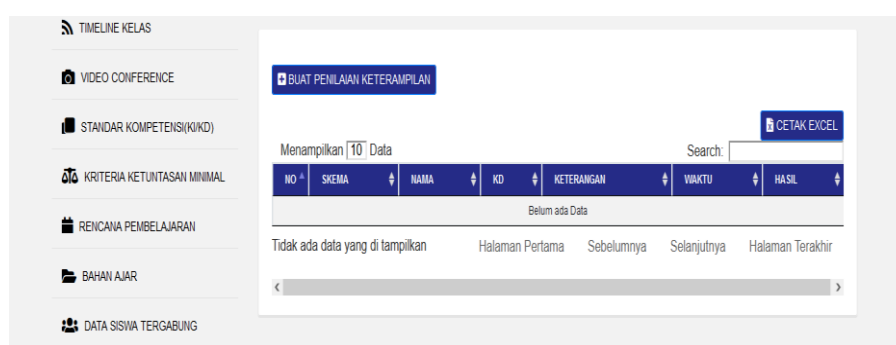 TIMELINE KELAS
VIDEO CONFERENCE
STANDAR KOMPETENSI(KI/KD)
KRITERIA KETUNTASAN MINIMAL
RENCANA PEMBELAJARAN
BAHAN AJAR
DATA SISWA TERGABUNG
BUAT PENILAIAN KETERAMPILAN
CETAK EXCEL
Menampilkan 10 Data Search:
NO SKEMA NAMA KD KETERANGAN WAKTU HASIL
Belum ada Data
Tidak ada data yang di tampilkan Halaman Pertama Sebelumnya Selanjutnya Halaman Terakhir